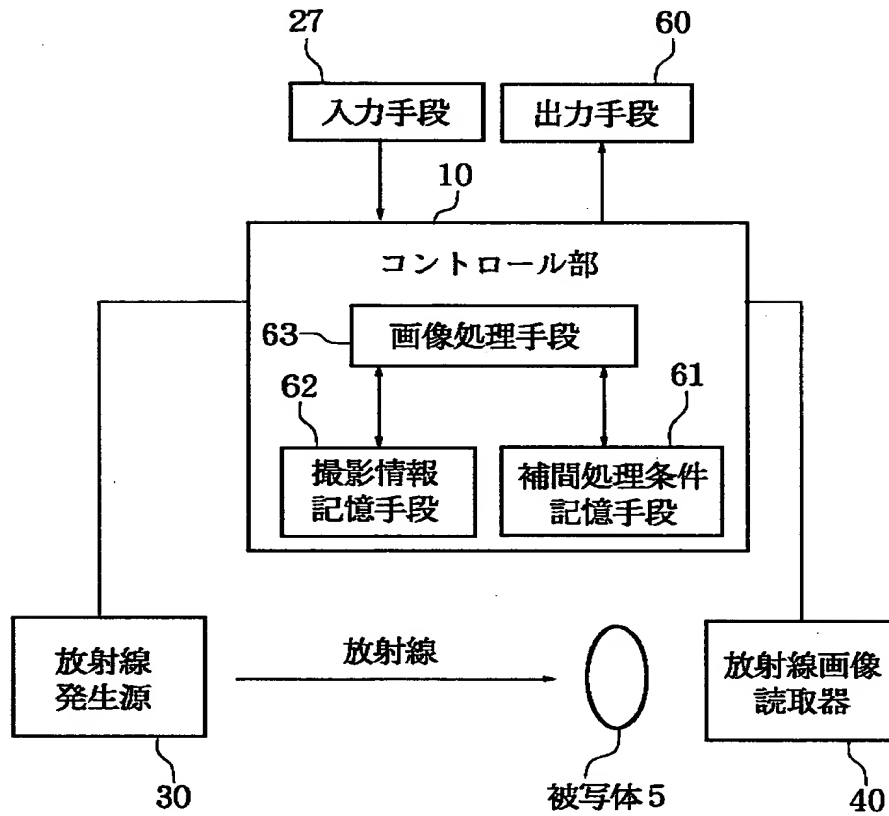 27
60
入力手段
出力手段
10
コントロール部
63
画像処理手段
62
61
撮影情報
記憶手段
補間処理条件
記憶手段
放射線
発生源
放射線
放射線画像
読取器
30
被写体5
40